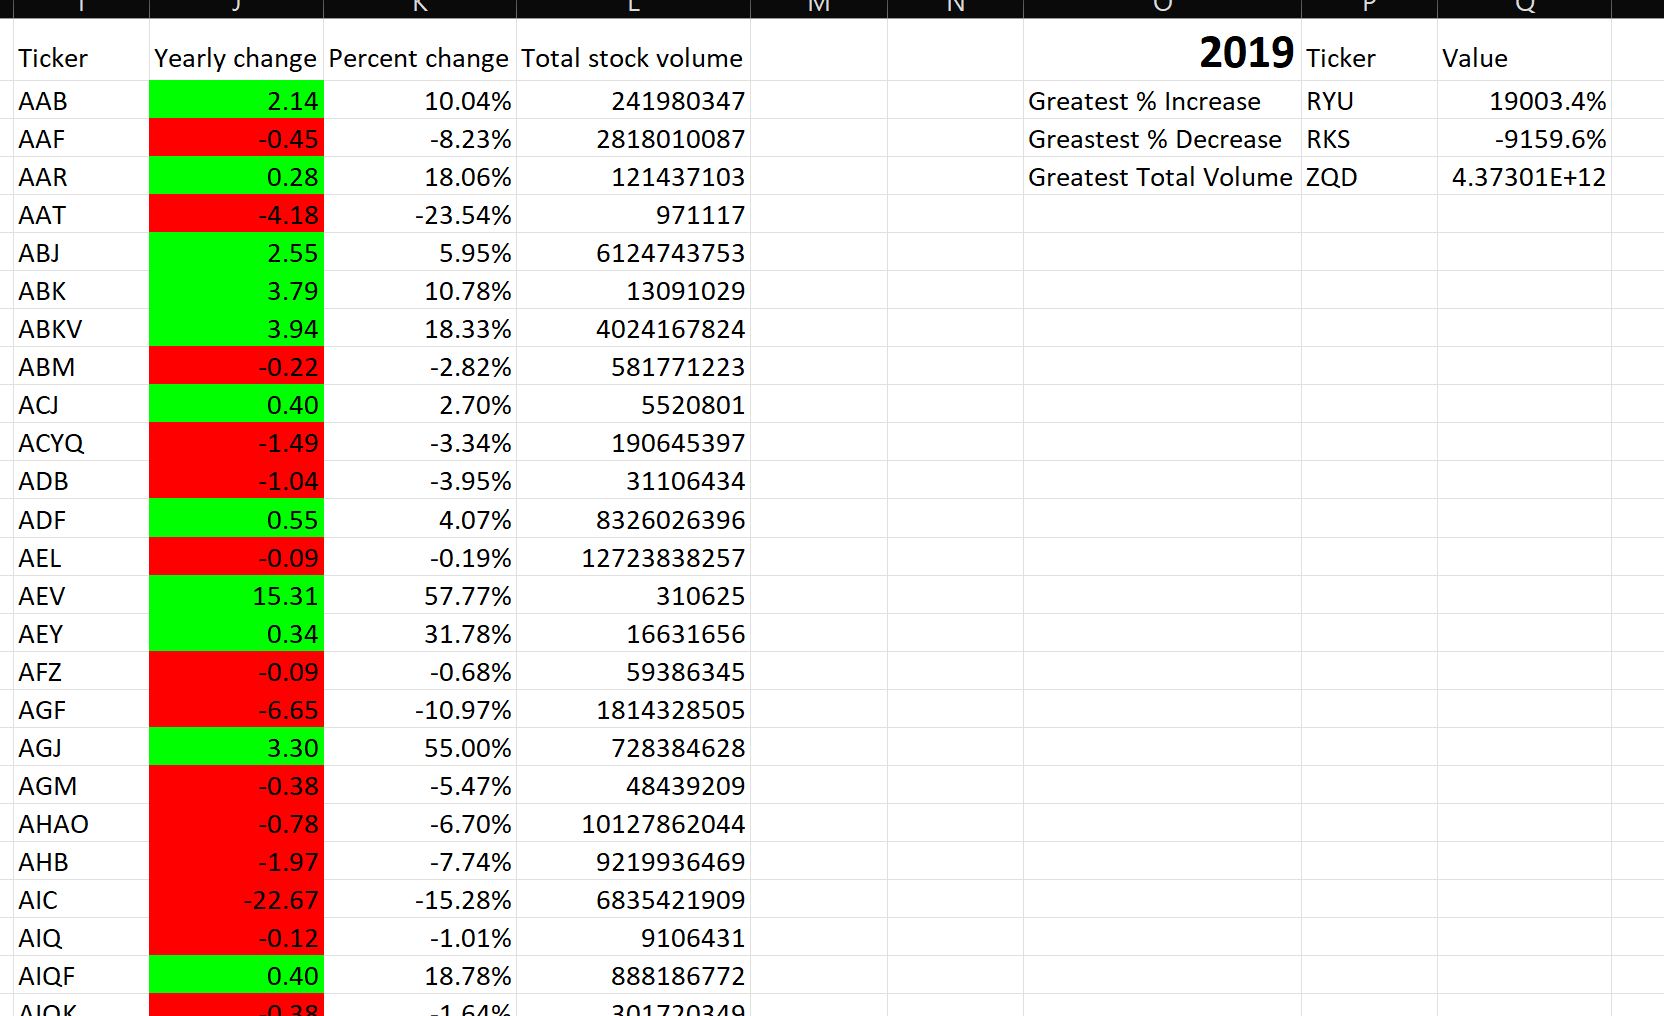 I J K L M N O P Q
Ticker Yearly change Percent change Total stock volume 2019 Ticker Value
AAB 2.14 10.04% 241980347 Greatest % Increase RYU 19003.4%
AAF -0.45 -8.23% 2818010087 Greastest % Decrease RKS -9159.6%
AAR 0.28 18.06% 121437103 Greatest Total Volume ZQD 4.37301E+12
AAT -4.18 -23.54% 971117
ABJ 2.55 5.95% 6124743753
ABK 3.79 10.78% 13091029
ABKV 3.94 18.33% 4024167824
ABM -0.22 -2.82% 581771223
ACJ 0.40 2.70% 5520801
ACYQ -1.49 -3.34% 190645397
ADB -1.04 -3.95% 31106434
ADF 0.55 4.07% 8326026396
AEL -0.09 -0.19% 12723838257
AEV 15.31 57.77% 310625
AEY 0.34 31.78% 16631656
AFZ -0.09 -0.68% 59386345
AGF -6.65 -10.97% 1814328505
AGJ 3.30 55.00% 728384628
AGM -0.38 -5.47% 48439209
AHAO -0.78 -6.70% 10127862044
AHB -1.97 -7.74% 9219936469
AIC -22.67 -15.28% 6835421909
AIQ -0.12 -1.01% 9106431
AIQF 0.40 18.78% 888186772
AIQK -0.38 -1.64% 301720349